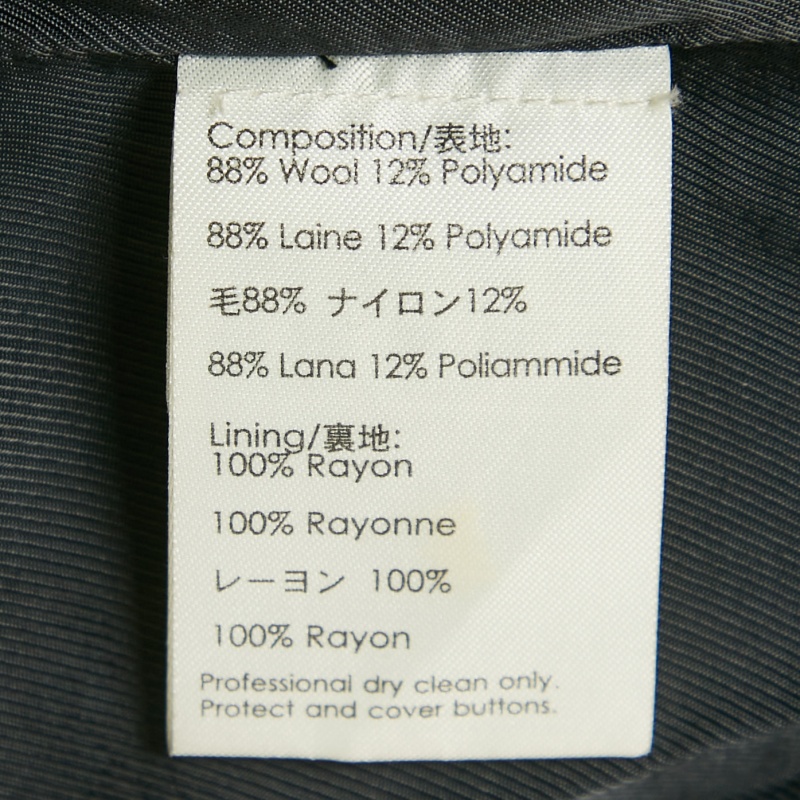 Composition/表地:
88% Wool 12% Polyamide
88% Laine 12% Polyamide
毛88% ナイロン12%
88% Lana 12% Poliammide
Lining/裏地:
100% Rayon
100% Rayonne
レーヨン 100%
100% Rayon
Professional dry clean only.
Protect and cover buttons.